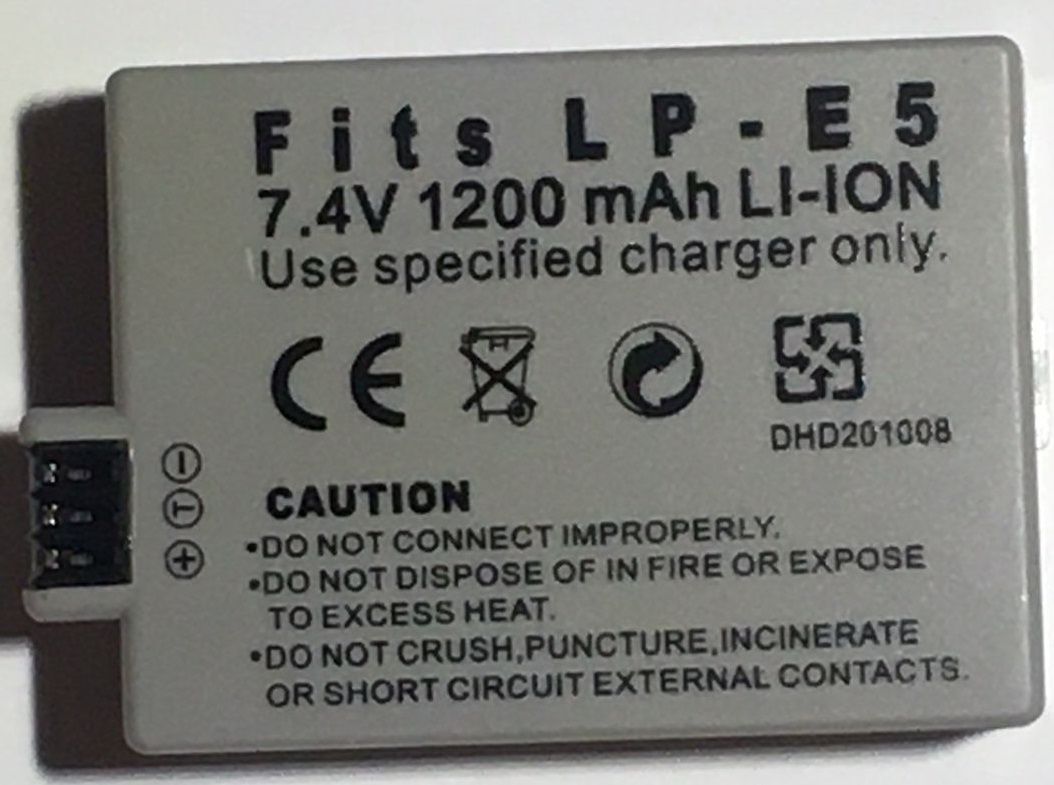 Fits LP-E5
7.4V 1200 mAh LI-ION
Use specified charger only.
CE
DHD201008
CAUTION
•DO NOT CONNECT IMPROPERLY.
•DO NOT DISPOSE OF IN FIRE OR EXPOSE
TO EXCESS HEAT.
•DO NOT CRUSH,PUNCTURE,INCINERATE
OR SHORT CIRCUIT EXTERNAL CONTACTS.